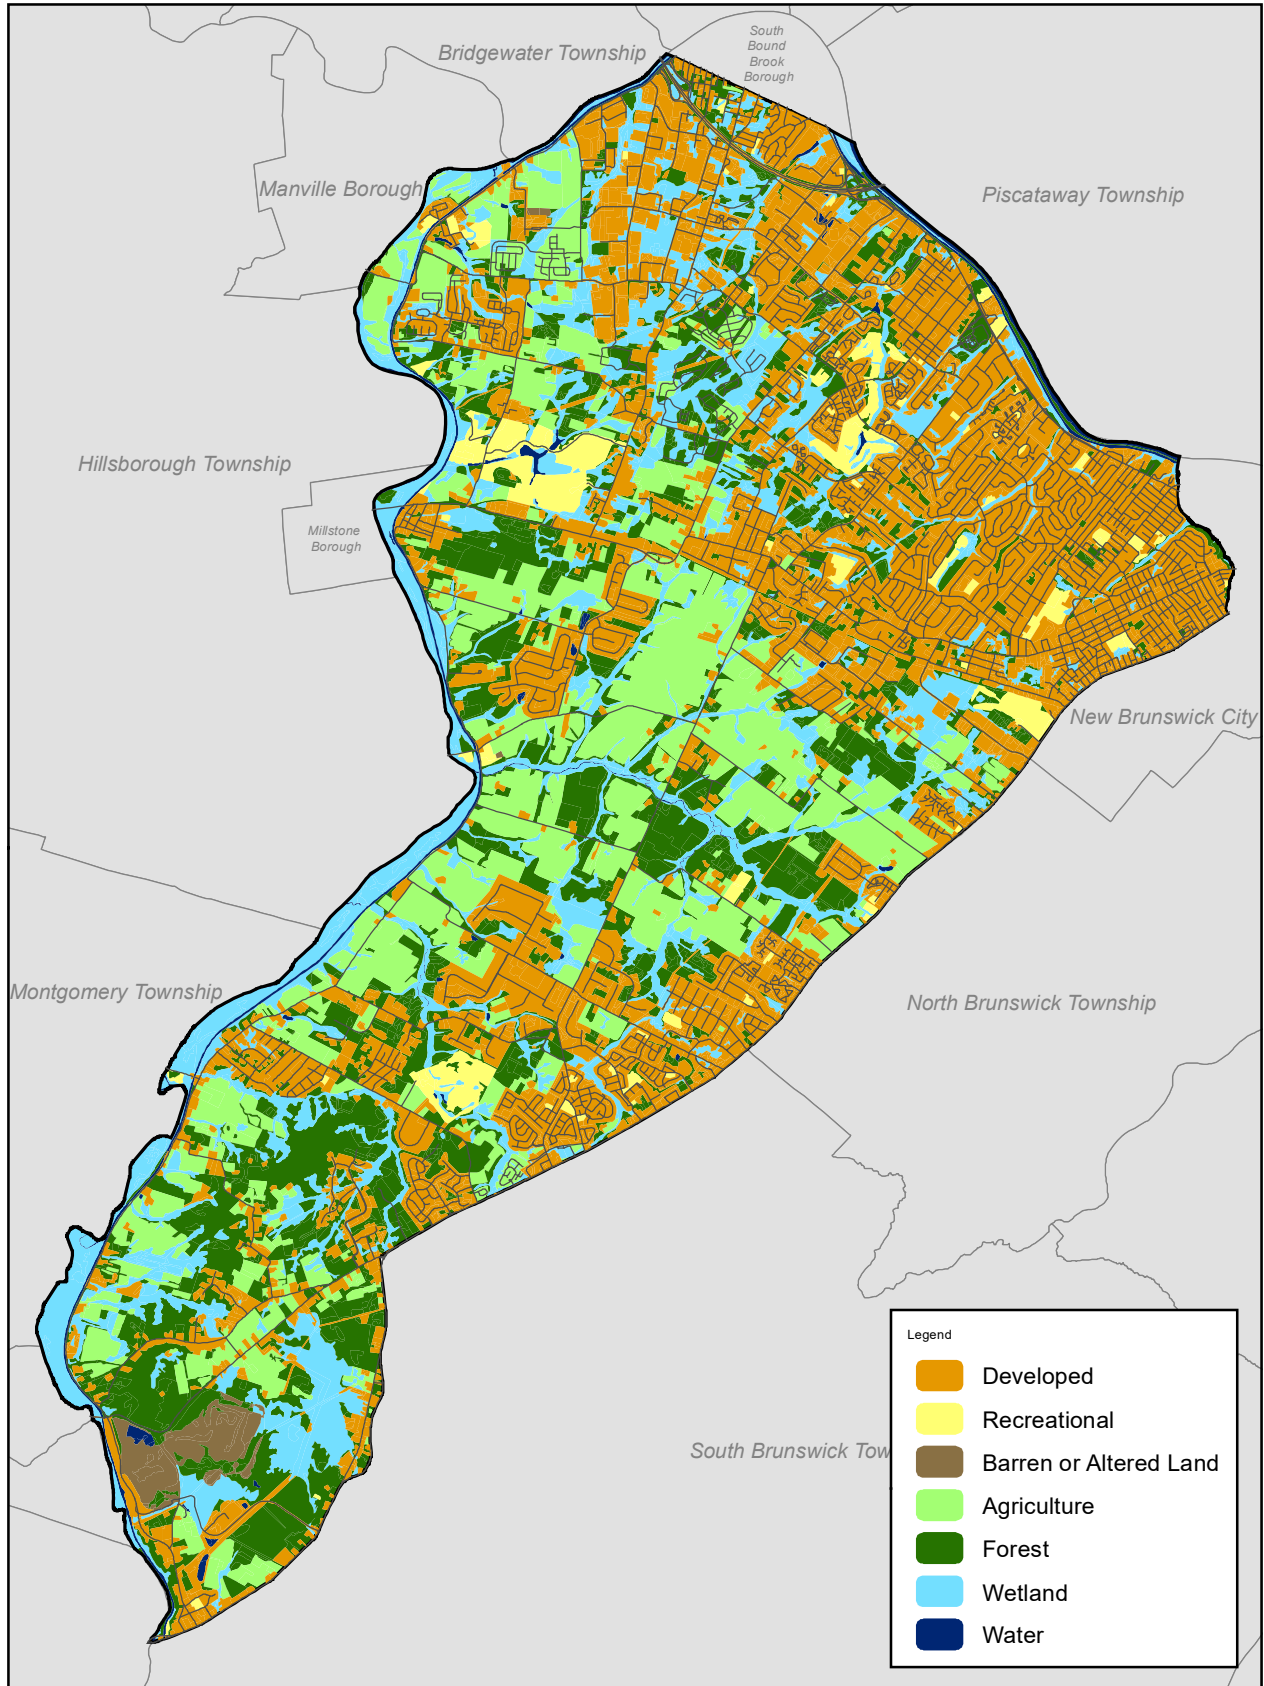 Bridgewater Township
South
Bound
Brook
Borough
Manville Borough
Piscataway Township
Hillsborough Township
Millstone
Borough
New Brunswick City
Montgomery Township
North Brunswick Township
South Brunswick Tow
Legend
Developed
Recreational
Barren or Altered Land
Agriculture
Forest
Wetland
Water